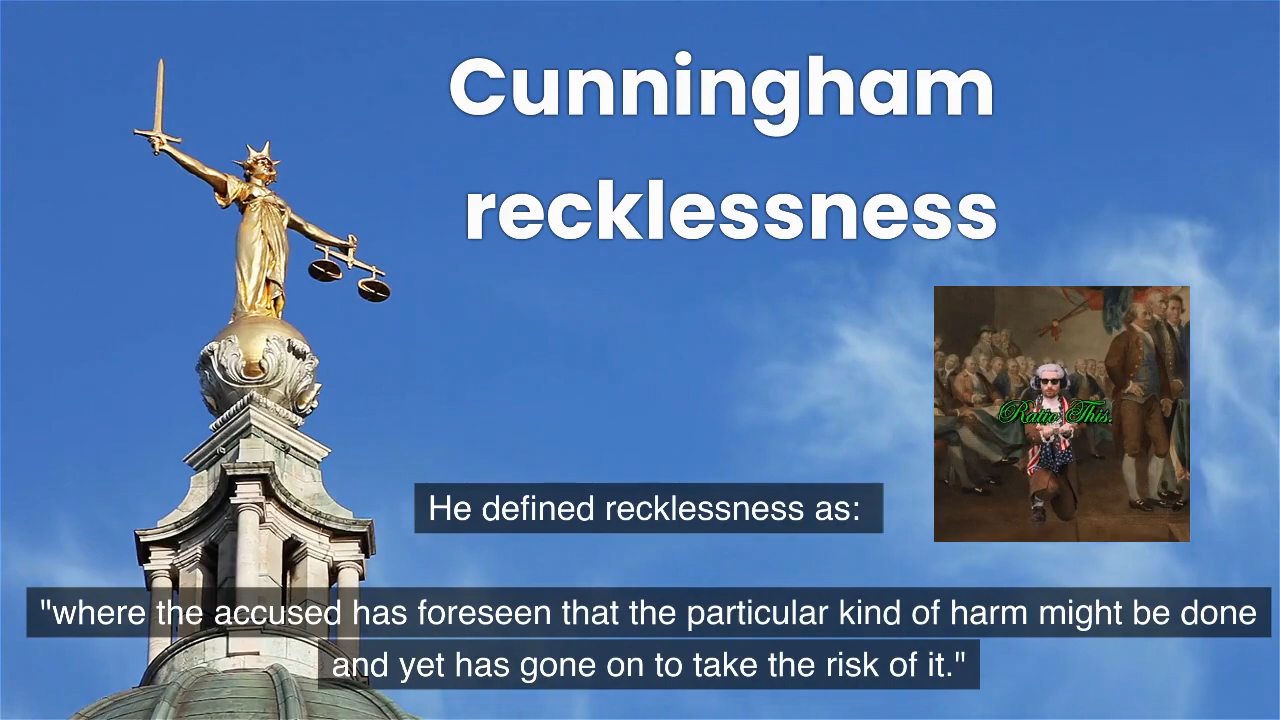 Cunningham
recklessness
Ratio This.
He defined recklessness as:
"where the accused has foreseen that the particular kind of harm might be done
and yet has gone on to take the risk of it."